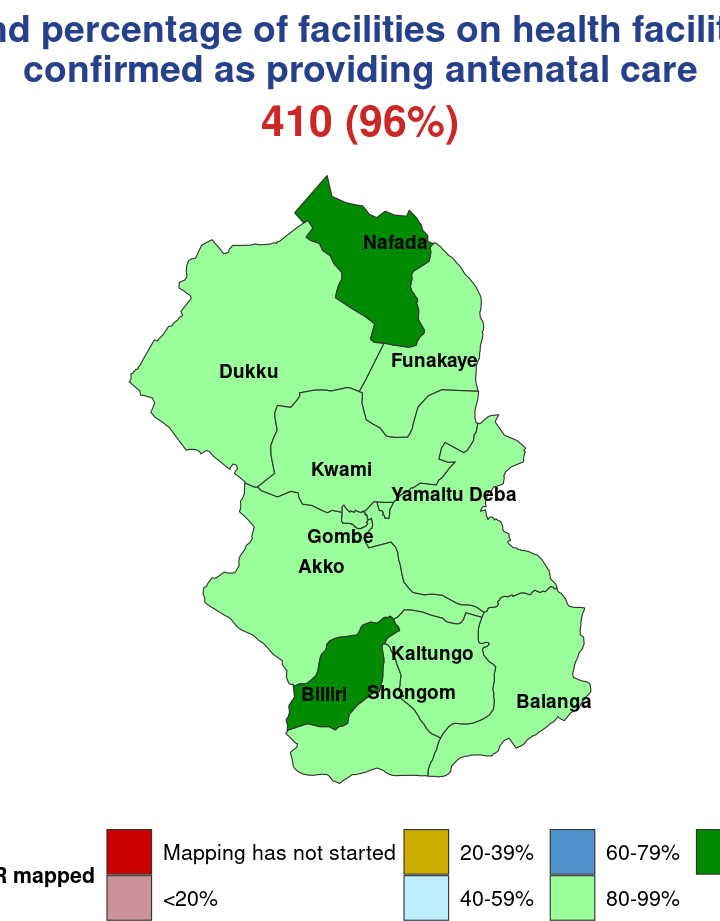 percentage of facilities on health
confirmed as providing antenatal care
410 (96%)
Nafada
Dukku
Funakaye
Kwami
Yamaltu Deba
Gombe
Akko
Kaltungo
Billiri
Shongom
Balanga
R mapped
Mapping has not started
20-39%
60-79%
<20%
40-59%
80-99%